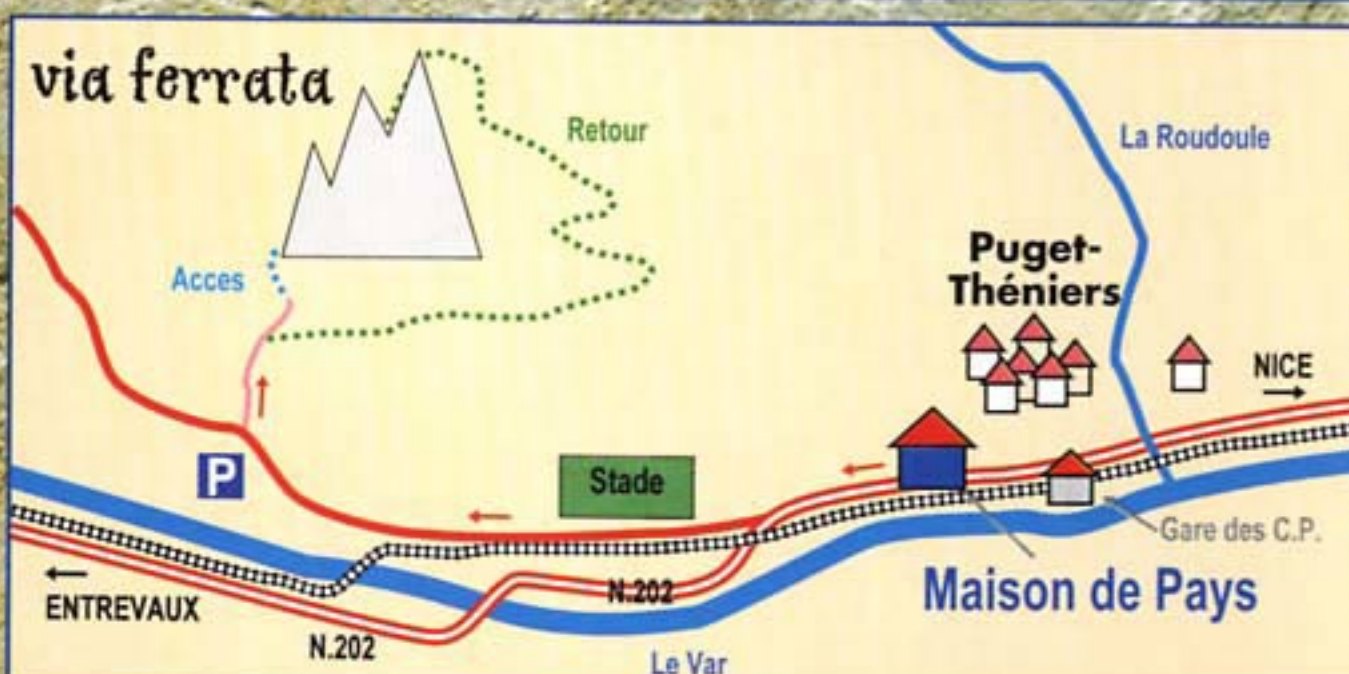 via ferrata
Retour
La Roudoule
Acces
Puget-
Théniers
NICE
P
Stade
Gare des C.P.
ENTREVAUX
N.202
Maison de Pays
N.202
Le Var